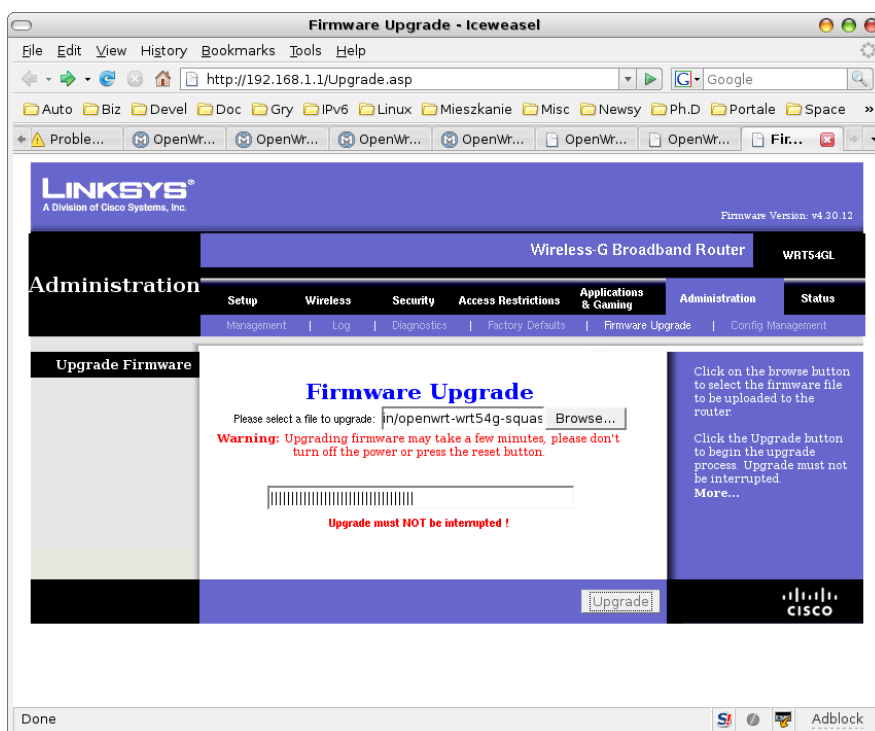 Firmware Upgrade - Iceweasel
File Edit View History Bookmarks Tools Help
http://192.168.1.1/Upgrade.asp G Google
Auto Biz Devel Doc Gry IPv6 Linux Mieszkanie Misc Newsy Ph.D Portale Space »
Proble... OpenWr... OpenWr... OpenWr... OpenWr... OpenWr... OpenWr... Fir...
LINKSYS®
A Division of Cisco Systems, Inc.
Firmware Version: v4.30.12
Wireless-G Broadband Router WRT54GL
Administration
Setup Wireless Security Access Restrictions Applications & Gaming Administration Status
Management | Log | Diagnostics | Factory Defaults | Firmware Upgrade | Config Management
Upgrade Firmware
Firmware Upgrade
Please select a file to upgrade: in/openwrt-wrt54g-squas Browse...
Warning: Upgrading firmware may take a few minutes, please don't
turn off the power or press the reset button.
Upgrade must NOT be interrupted !
Click on the browse button
to select the firmware file
to be uploaded to the
router.
Click the Upgrade button
to begin the upgrade
process. Upgrade must not
be interrupted.
More...
Upgrade
CISCO
Done S! Adblock